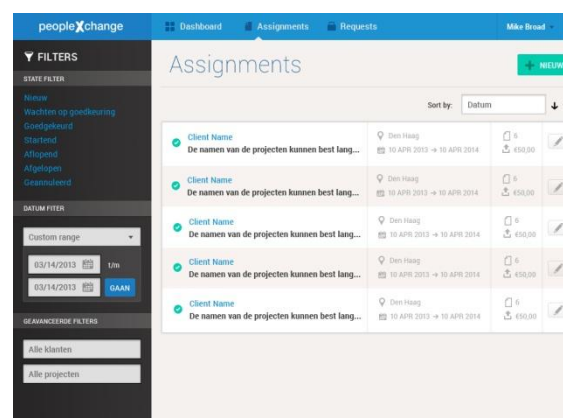 peopleXchange
Dashboard
Assignments
Requests
Mike Broad
FILTERS
STATE FILTER
Nieuw
Wachten op goedkeuring
Goedgekeurd
Startend
Aflopend
Afgelopen
Geannuleerd
DATUM FITER
Custom range
03/14/2013 t/m
03/14/2013 GAAN
GEAVANCEERDE FILTERS
Alle klanten
Alle projecten
Assignments
+ NIEUW
Sort by: Datum
Client Name
De namen van de projecten kunnen best lang...
Den Haag
10 APR 2013 → 10 APR 2014
6
€50,00
Client Name
De namen van de projecten kunnen best lang...
Den Haag
10 APR 2013 → 10 APR 2014
6
€50,00
Client Name
De namen van de projecten kunnen best lang...
Den Haag
10 APR 2013 → 10 APR 2014
6
€50,00
Client Name
De namen van de projecten kunnen best lang...
Den Haag
10 APR 2013 → 10 APR 2014
6
€50,00
Client Name
De namen van de projecten kunnen best lang...
Den Haag
10 APR 2013 → 10 APR 2014
6
€50,00